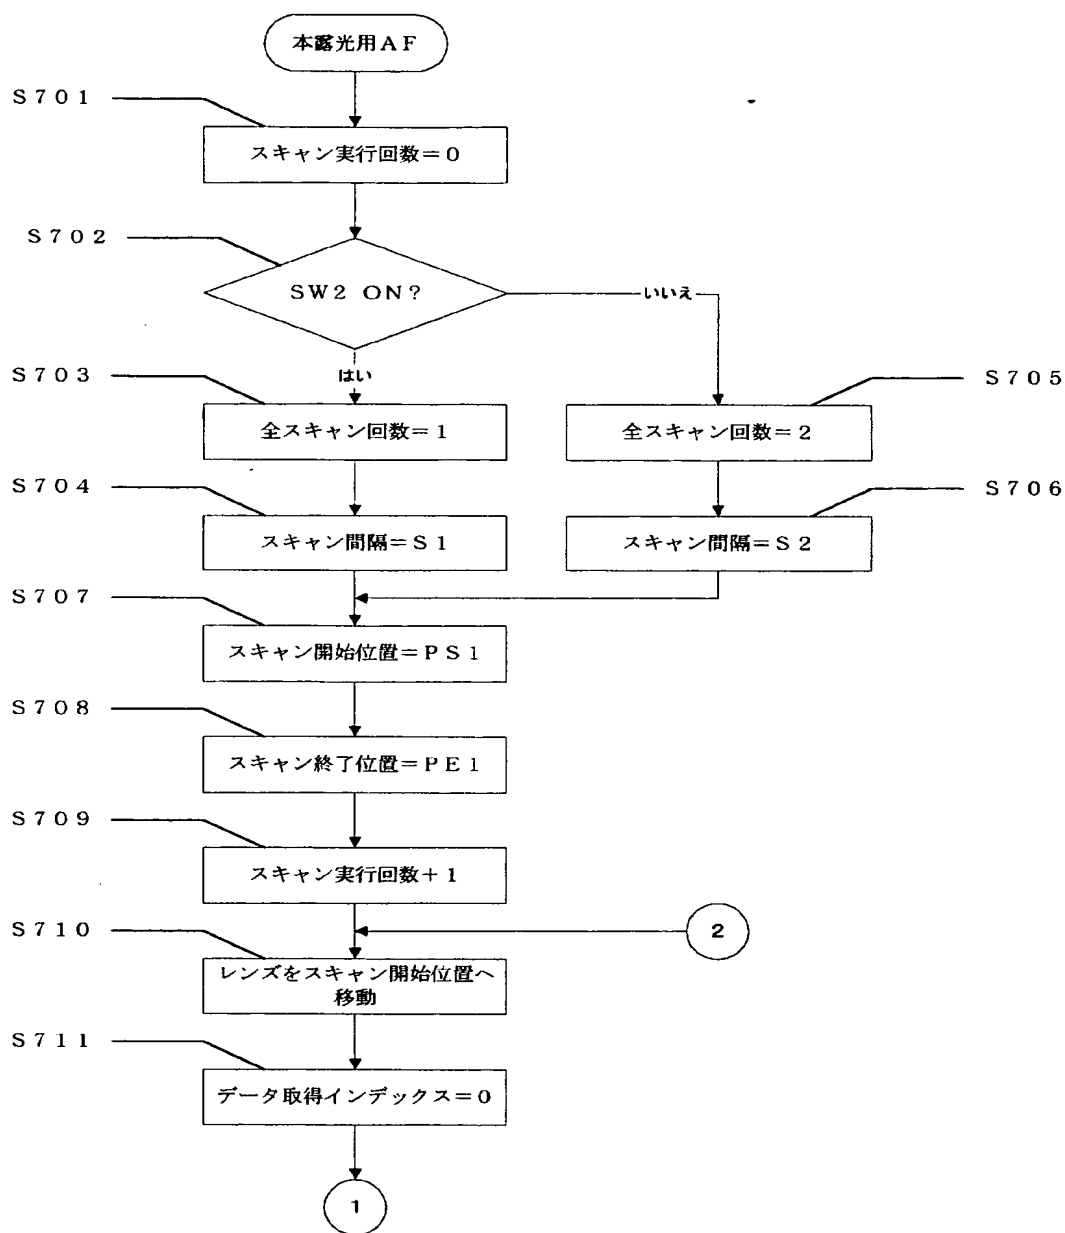 本露光用AF
S701
スキャン実行回数=0
S702
SW2 ON?
いいえ
はい
S703
全スキャン回数=1
S705
全スキャン回数=2
S704
スキャン間隔=S1
S706
スキャン間隔=S2
S707
スキャン開始位置=PS1
S708
スキャン終了位置=PE1
S709
スキャン実行回数+1
2
S710
レンズをスキャン開始位置へ
移動
S711
データ取得インデックス=0
1